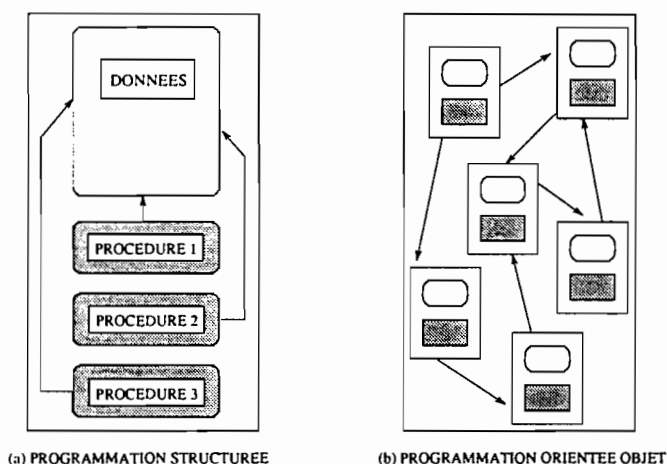 DONNEES
PROCEDURE 1
PROCEDURE 2
PROCEDURE 3
(a) PROGRAMMATION STRUCTUREE
(b) PROGRAMMATION ORIENTEE OBJET